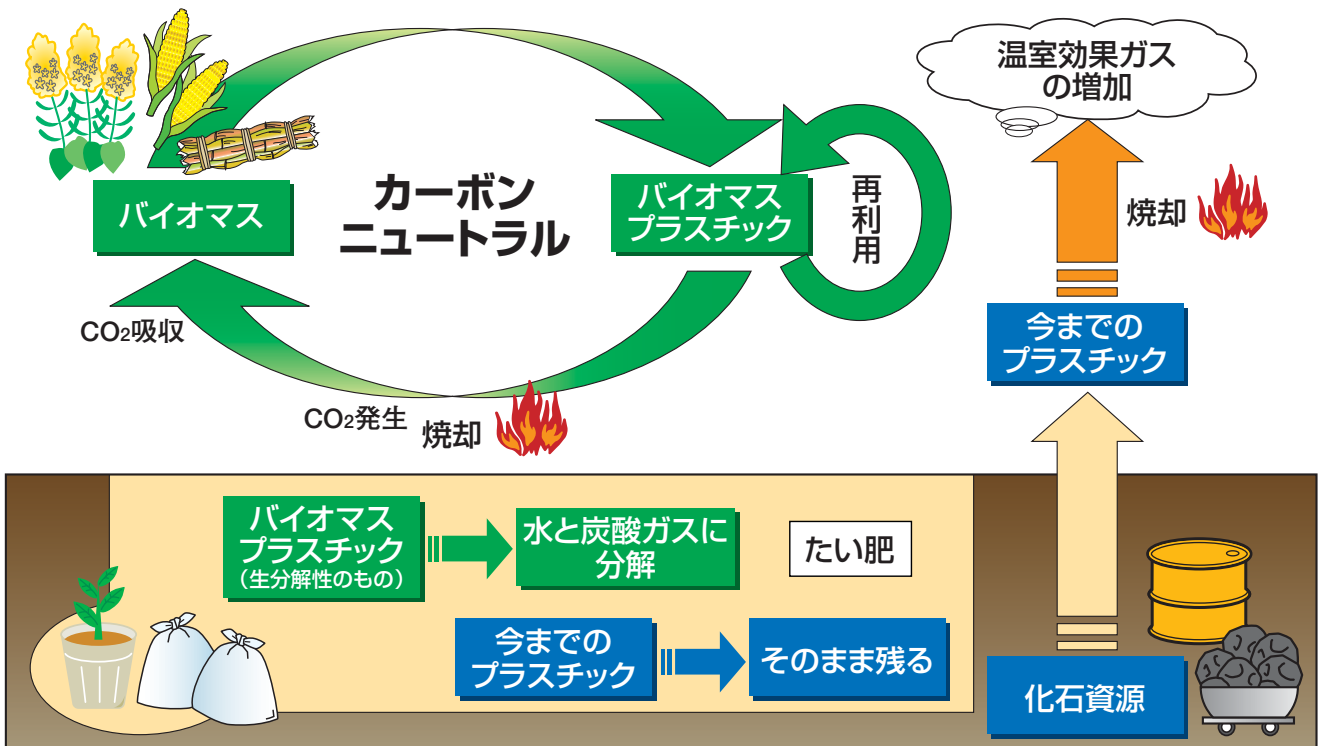 温室効果ガス
の増加
バイオマス
カーボン
ニュートラル
バイオマス
プラスチック
再利用
焼却
CO2吸収
今までの
プラスチック
CO2発生
焼却
バイオマス
プラスチック
(生分解性のもの)
水と炭酸ガスに
分解
たい肥
今までの
プラスチック
そのまま残る
化石資源